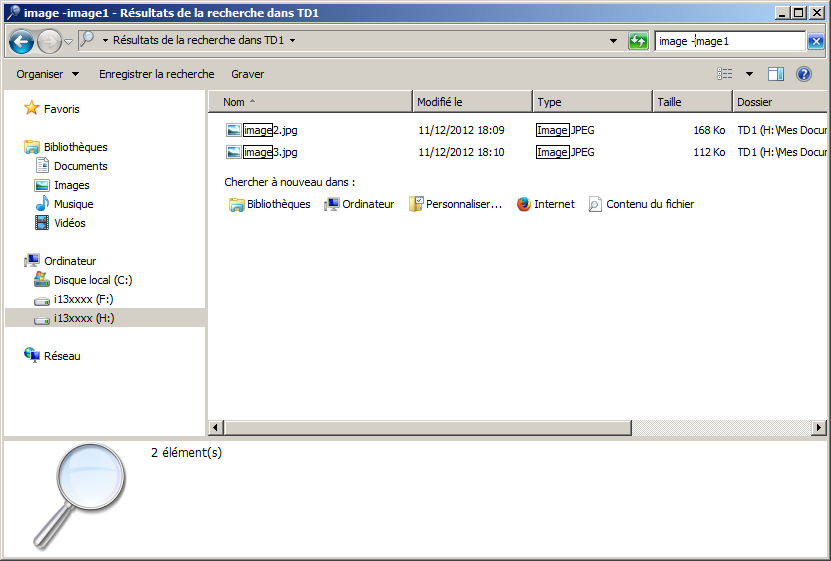 image -image1 - Résultats de la recherche dans TD1
Résultats de la recherche dans TD1
image -image1
Organiser Enregistrer la recherche Graver
Nom Modifié le Type Taille Dossier
Favoris
Bibliothèques
Documents
Images
Musique
Vidéos
Ordinateur
Disque local (C:)
i13xxxx (F:)
i13xxxx (H:)
Réseau
image2.jpg 11/12/2012 18:09 Image JPEG 168 Ko TD1 (H:\Mes Docum
image3.jpg 11/12/2012 18:10 Image JPEG 112 Ko TD1 (H:\Mes Docum
Chercher à nouveau dans :
Bibliothèques Ordinateur Personnaliser... Internet Contenu du fichier
2 élément(s)